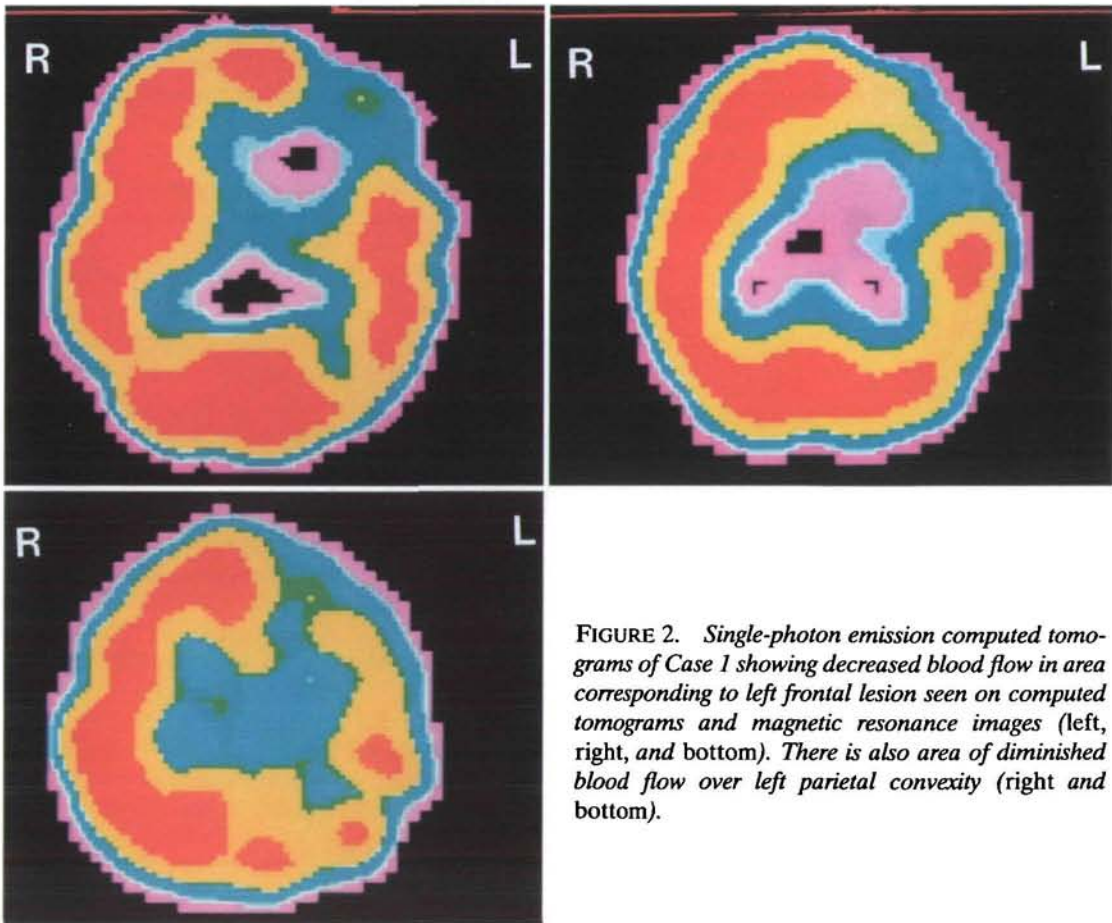 R L
R L
R L
FIGURE 2. Single-photon emission computed tomo-
grams of Case 1 showing decreased blood flow in area
corresponding to left frontal lesion seen on computed
tomograms and magnetic resonance images (left,
right, and bottom). There is also area of diminished
blood flow over left parietal convexity (right and
bottom).